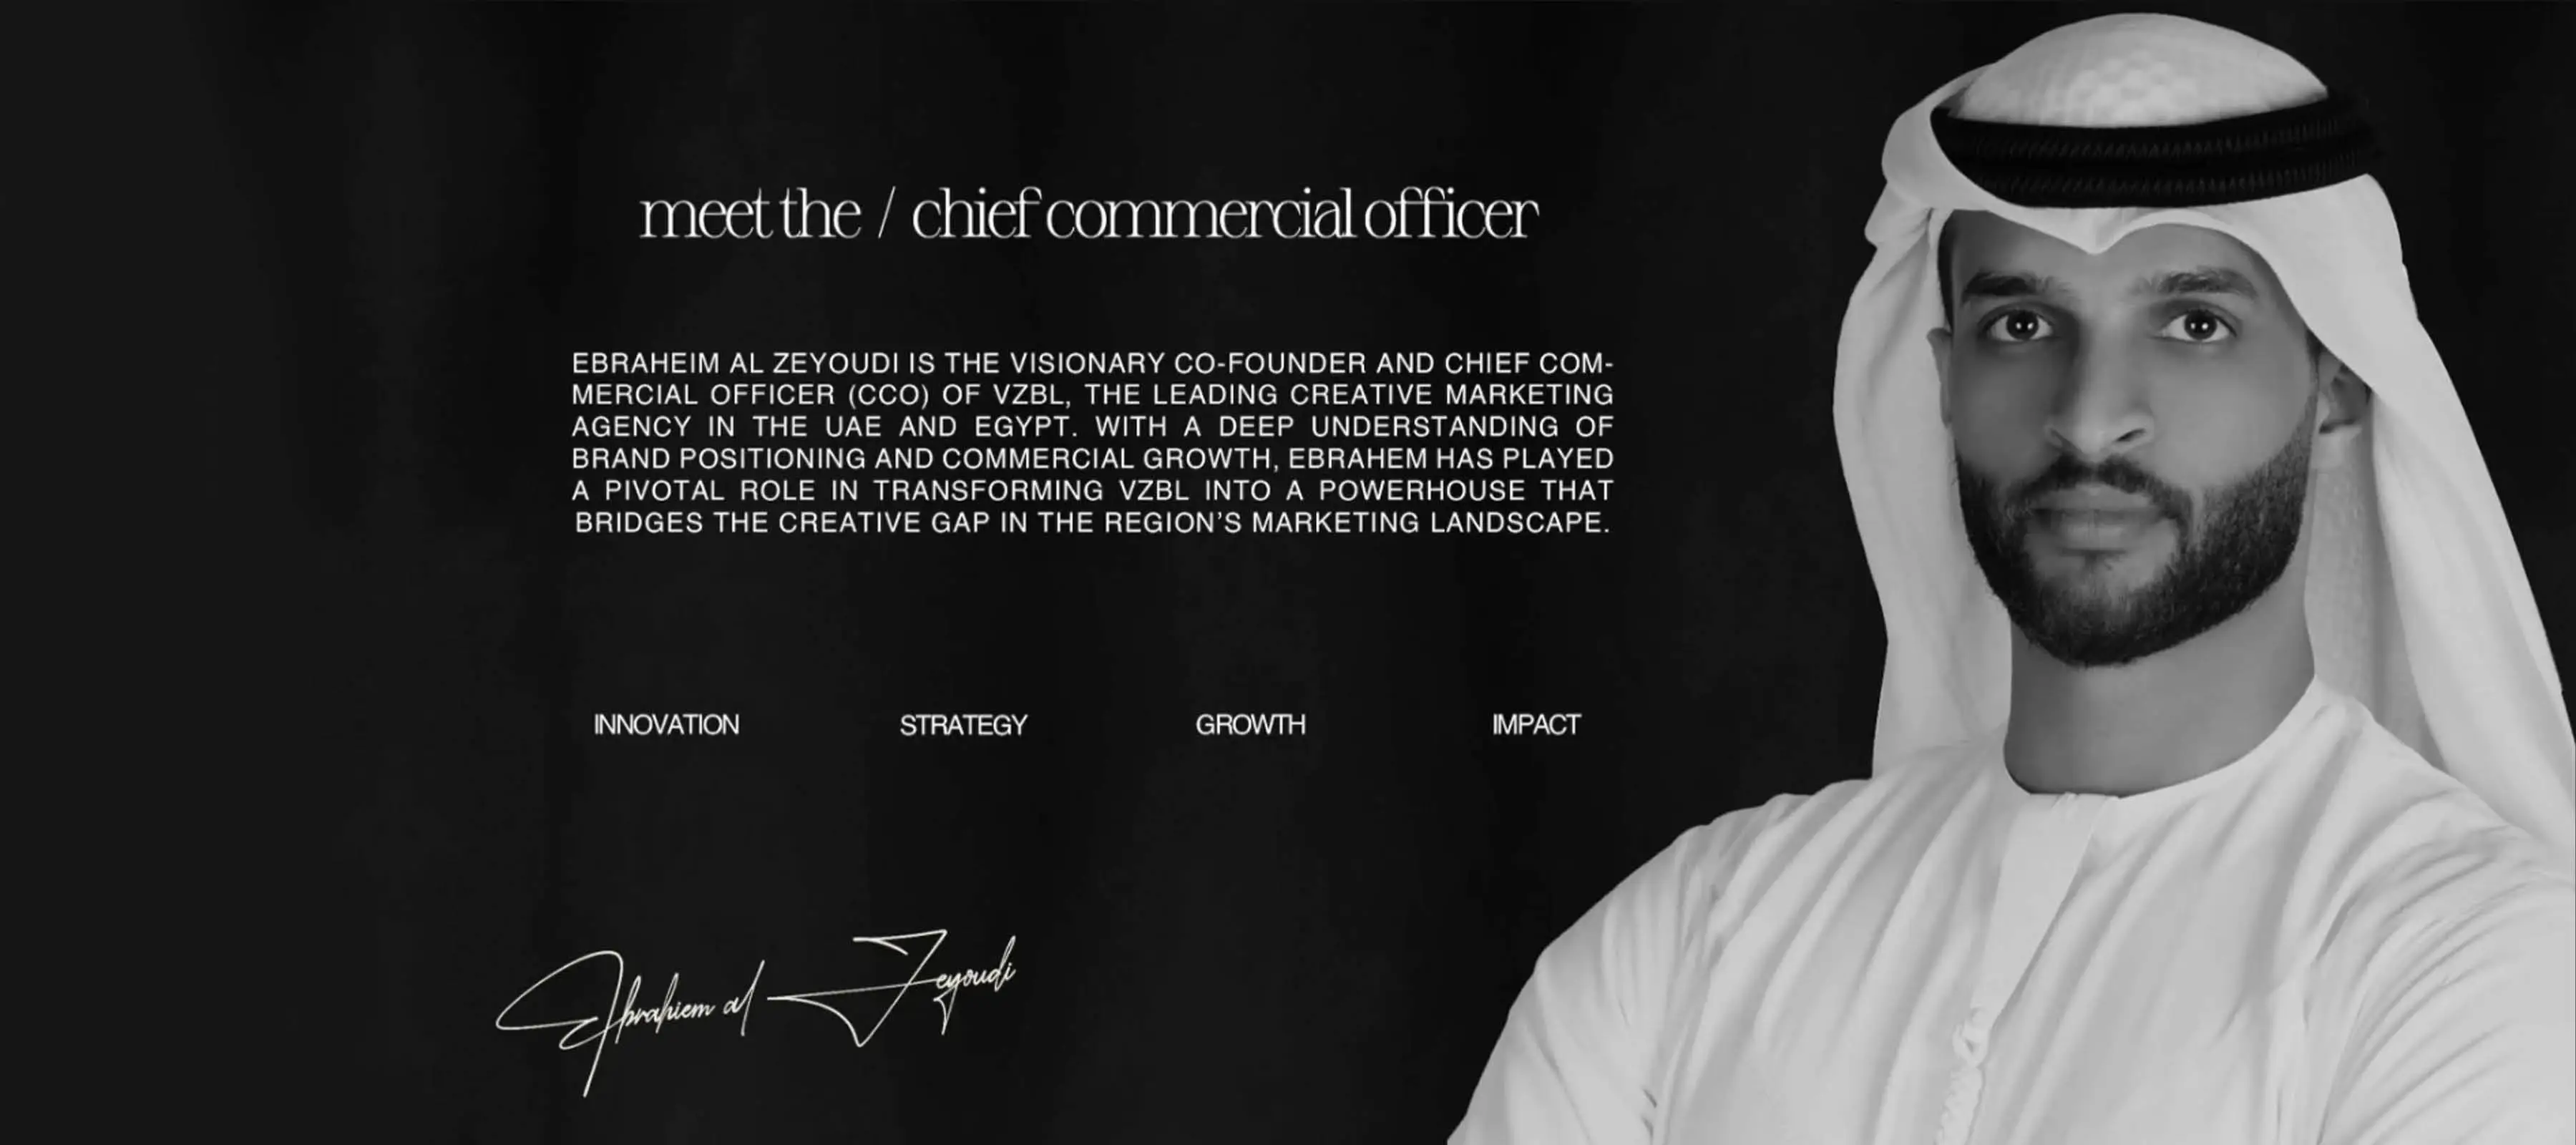 meet the / chief commercial officer
EBRAHEIM AL ZEYOUDI IS THE VISIONARY CO-FOUNDER AND CHIEF COM-
MERCIAL OFFICER (CCO) OF VZBL, THE LEADING CREATIVE MARKETING
AGENCY IN THE UAE AND EGYPT. WITH A DEEP UNDERSTANDING OF
BRAND POSITIONING AND COMMERCIAL GROWTH, EBRAHEM HAS PLAYED
A PIVOTAL ROLE IN TRANSFORMING VZBL INTO A POWERHOUSE THAT
BRIDGES THE CREATIVE GAP IN THE REGION’S MARKETING LANDSCAPE.
INNOVATION STRATEGY GROWTH IMPACT
Ebrahiem al Zeyoudi